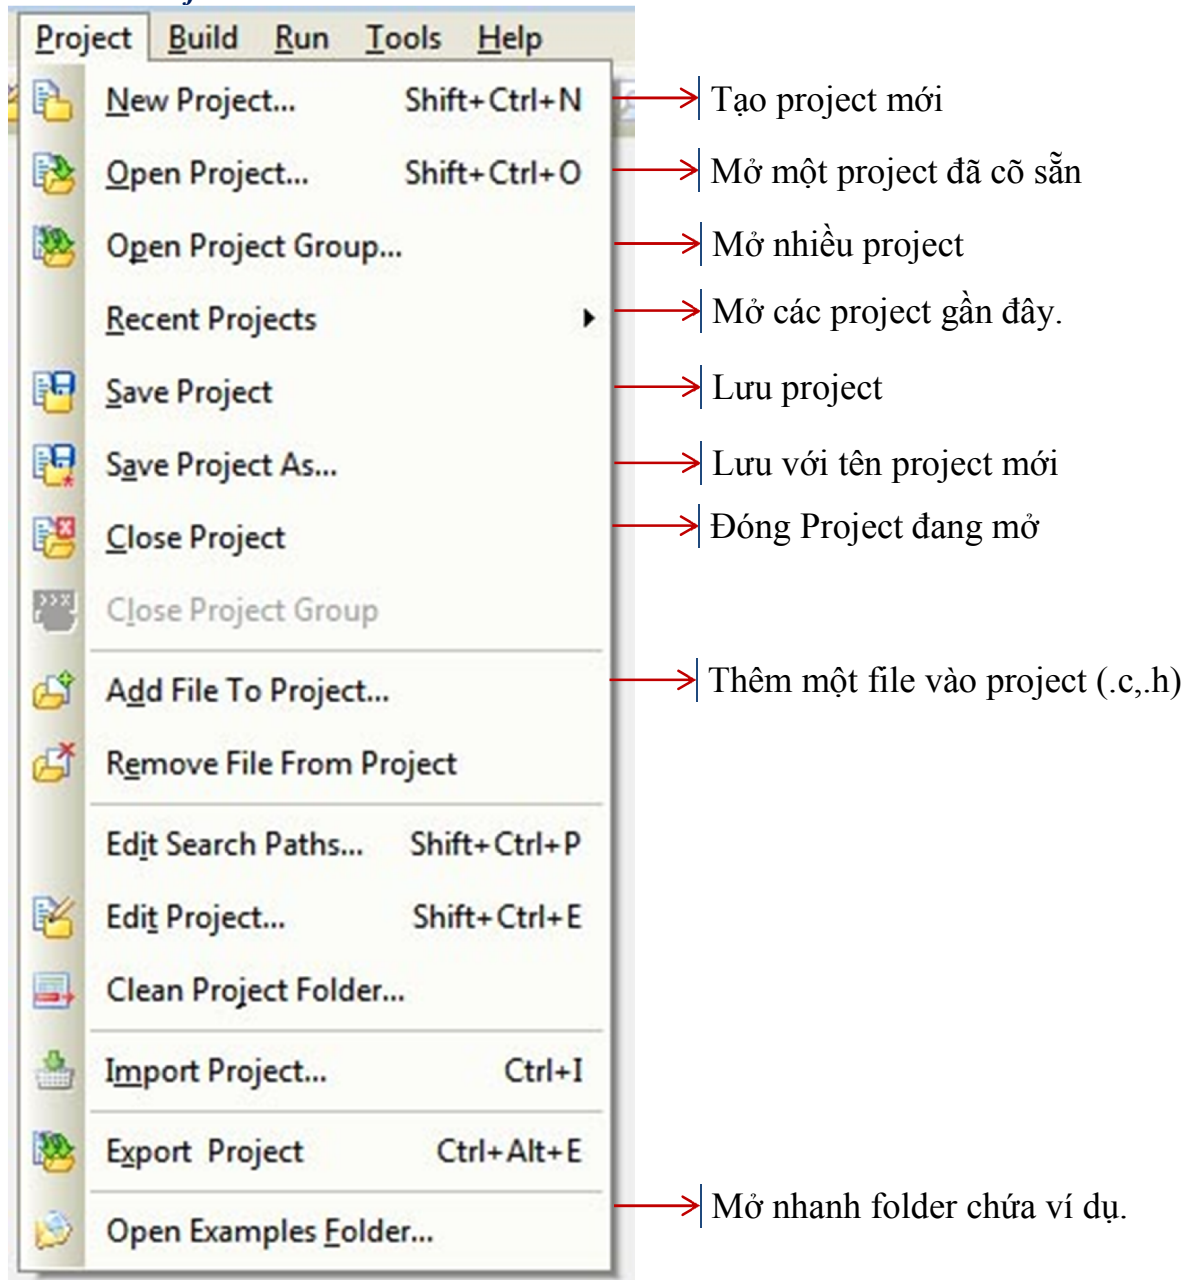 Project Build Run Tools Help
New Project... Shift+Ctrl+N Tạo project mới
Open Project... Shift+Ctrl+O Mở một project đã cõ sẵn
Open Project Group... Mở nhiều project
Recent Projects Mở các project gần đây.
Save Project Lưu project
Save Project As... Lưu với tên project mới
Close Project Đóng Project đang mở
Close Project Group
Add File To Project... Thêm một file vào project (.c,.h)
Remove File From Project
Edit Search Paths... Shift+Ctrl+P
Edit Project... Shift+Ctrl+E
Clean Project Folder...
Import Project... Ctrl+I
Export Project Ctrl+Alt+E
Open Examples Folder... Mở nhanh folder chứa ví dụ.